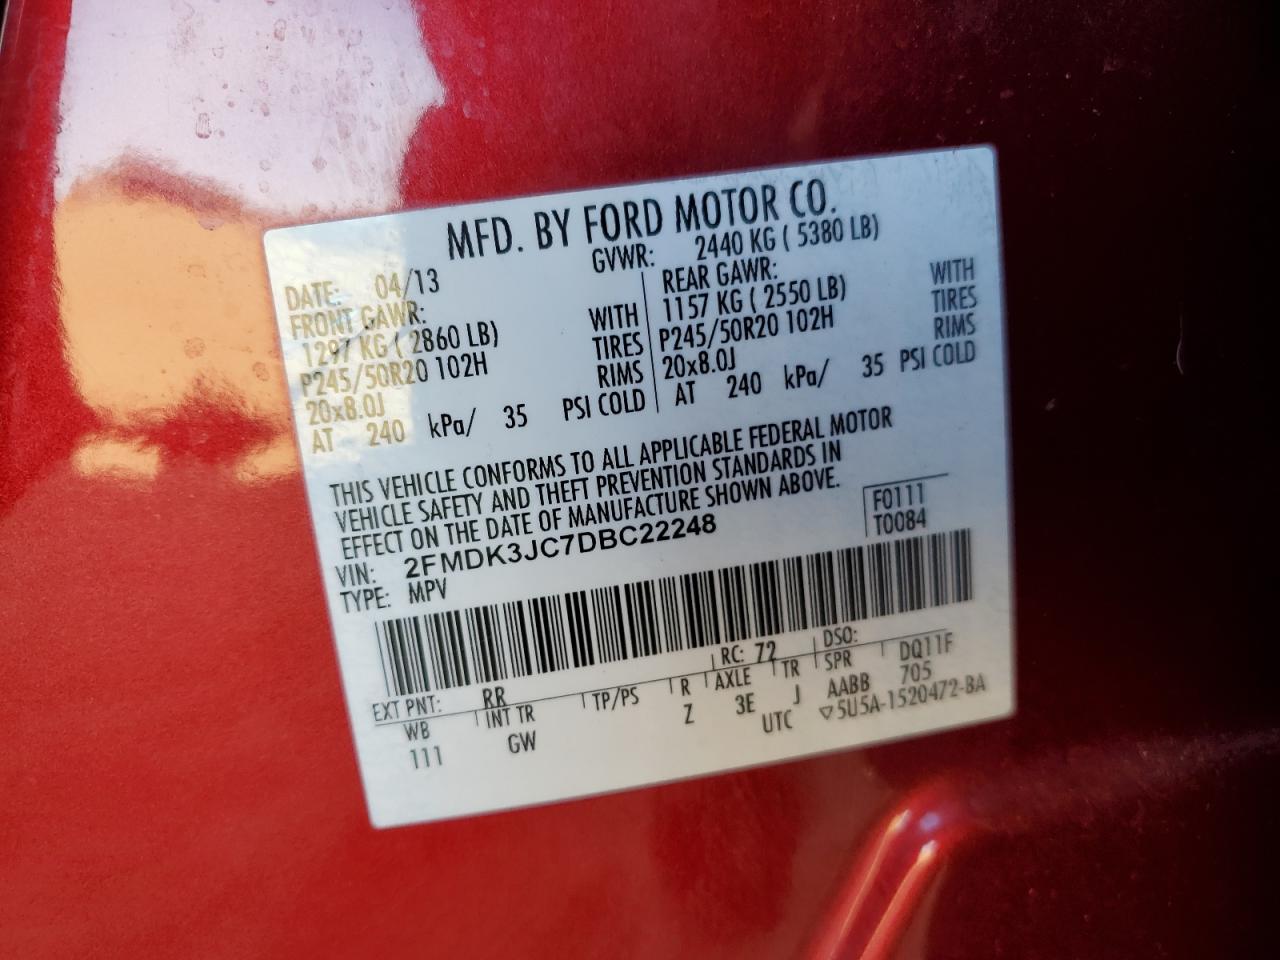 MFD. BY FORD MOTOR CO.
DATE: 04/13 GVWR: 2440 KG ( 5380 LB)
FRONT GAWR: REAR GAWR:
1297 KG ( 2860 LB) WITH 1157 KG ( 2550 LB) WITH
P245/50R20 102H TIRES P245/50R20 102H TIRES
20x8.0J RIMS 20x8.0J RIMS
AT 240 kPa/ 35 PSI COLD AT 240 kPa/ 35 PSI COLD
THIS VEHICLE CONFORMS TO ALL APPLICABLE FEDERAL MOTOR
VEHICLE SAFETY AND THEFT PREVENTION STANDARDS IN
EFFECT ON THE DATE OF MANUFACTURE SHOWN ABOVE.
F0111
VIN: 2FMDK3JC7DBC22248 T0084
TYPE: MPV
EXT PNT: RR RC: 72 DSO:
WB INT TR TP/PS R AXLE TR SPR DQ11F
111 GW Z 3E J AABB 705
UTC ▽5U5A-1520472-BA